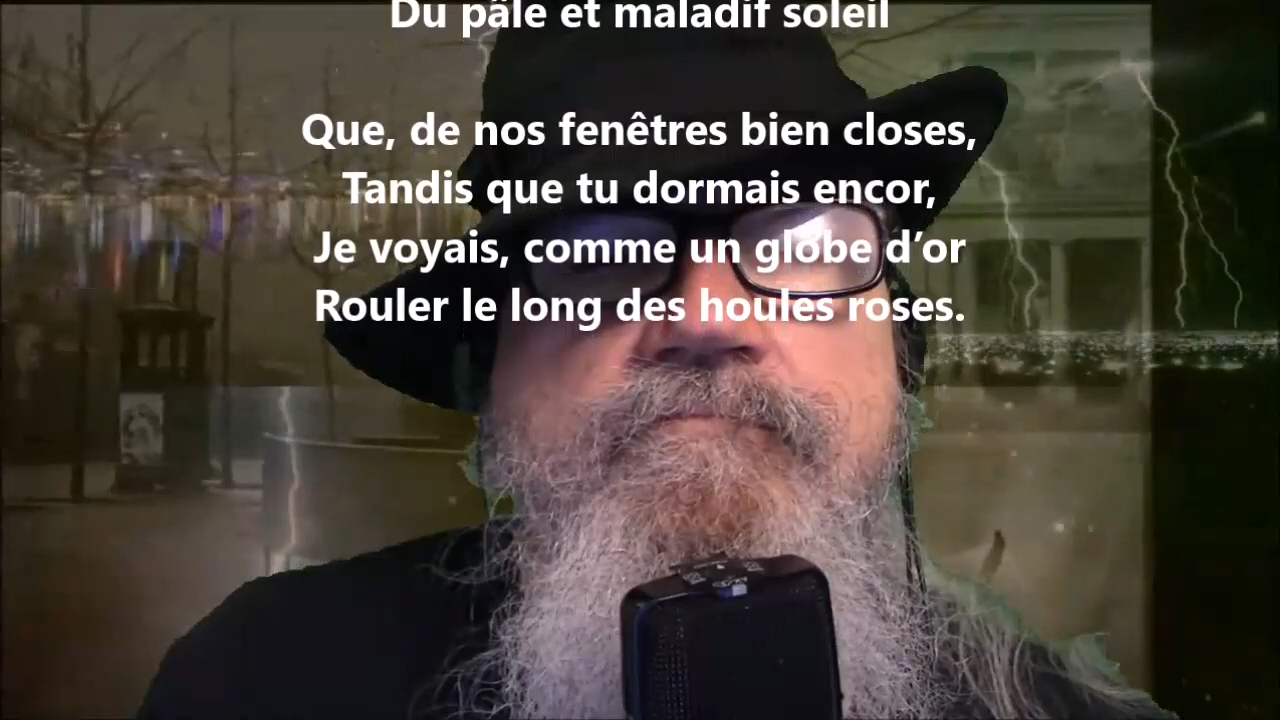 Du pâle et maladif soleil
Que, de nos fenêtres bien closes,
Tandis que tu dormais encor,
Je voyais, comme un globe d’or
Rouler le long des houles roses.